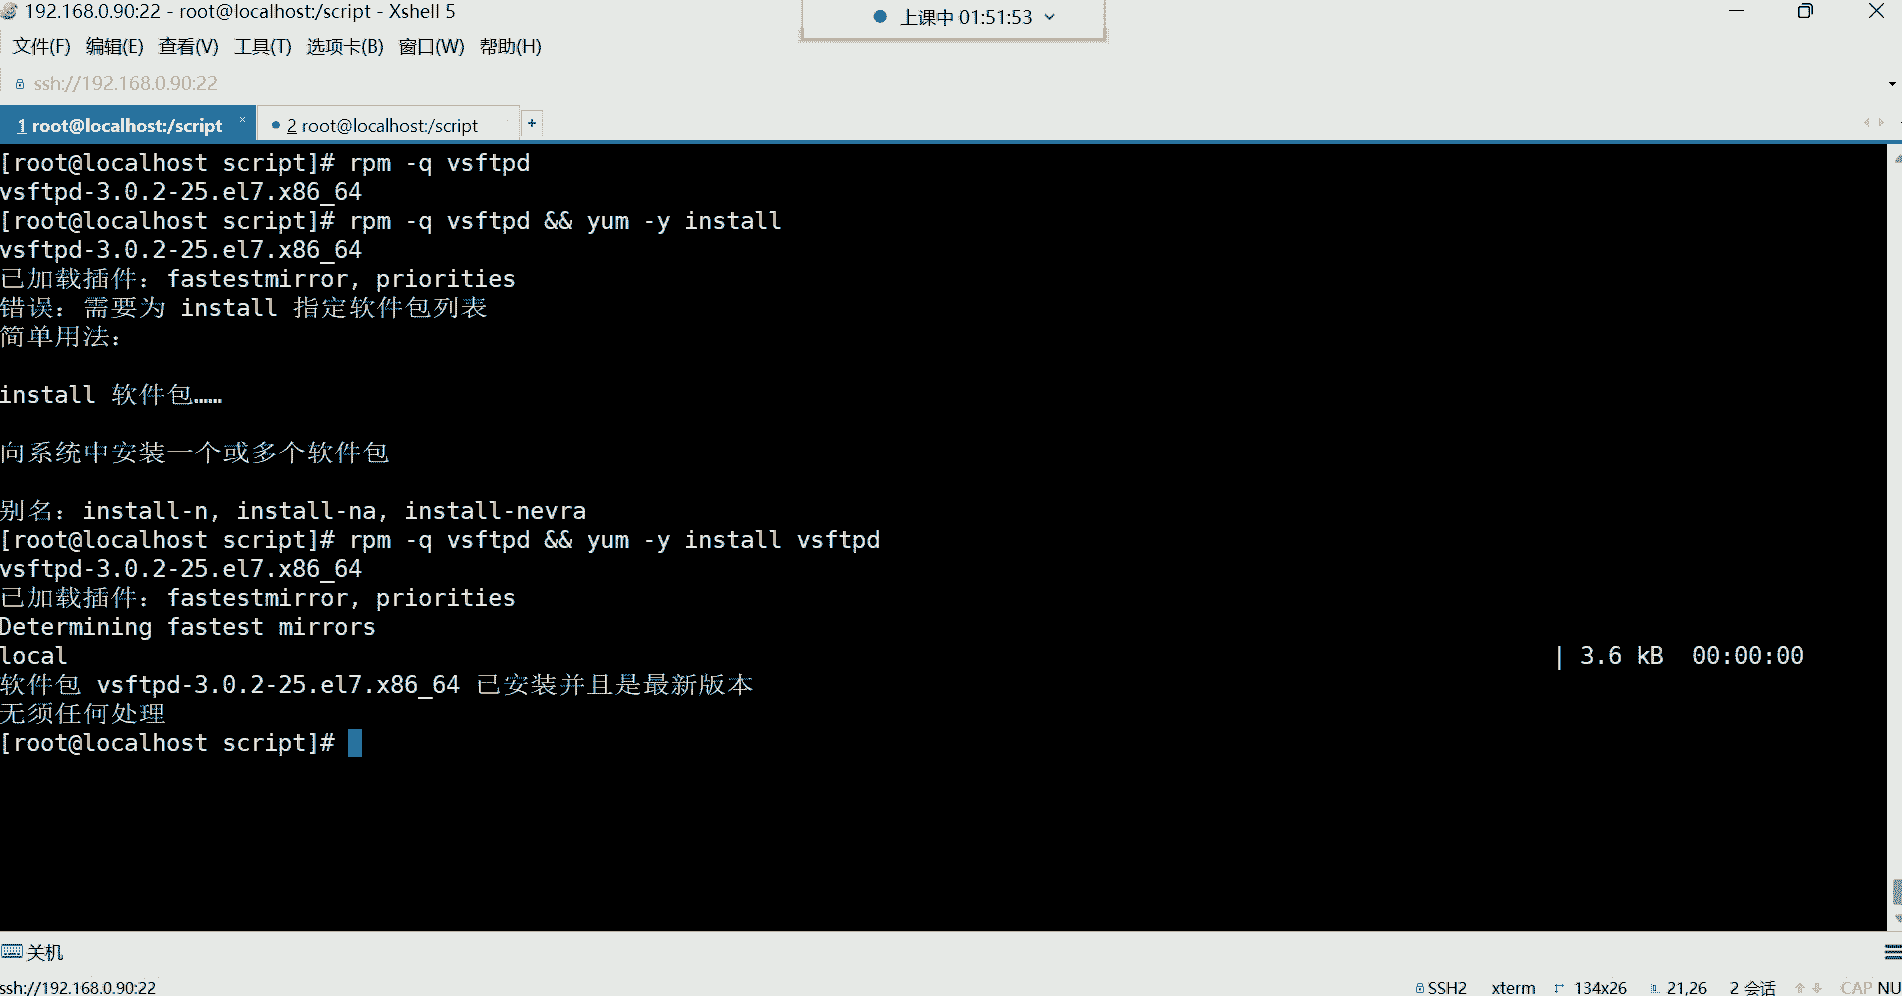 192.168.0.90:22 - root@localhost:/script - Xshell 5
上课中 01:51:53
文件(F) 编辑(E) 查看(V) 工具(T) 选项卡(B) 窗口(W) 帮助(H)
ssh://192.168.0.90:22
1 root@localhost:/script × 2 root@localhost:/script +
[root@localhost script]# rpm -q vsftpd
vsftpd-3.0.2-25.el7.x86_64
[root@localhost script]# rpm -q vsftpd && yum -y install
vsftpd-3.0.2-25.el7.x86_64
已加载插件：fastestmirror, priorities
错误：需要为 install 指定软件包列表
简单用法：
install 软件包……
向系统中安装一个或多个软件包
别名：install-n, install-na, install-nevra
[root@localhost script]# rpm -q vsftpd && yum -y install vsftpd
vsftpd-3.0.2-25.el7.x86_64
已加载插件：fastestmirror, priorities
Determining fastest mirrors
local | 3.6 kB 00:00:00
软件包 vsftpd-3.0.2-25.el7.x86_64 已安装并且是最新版本
无须任何处理
[root@localhost script]#
关机
ssh://192.168.0.90:22 SSH2 xterm 134x26 21,26 2 会话 CAP NU